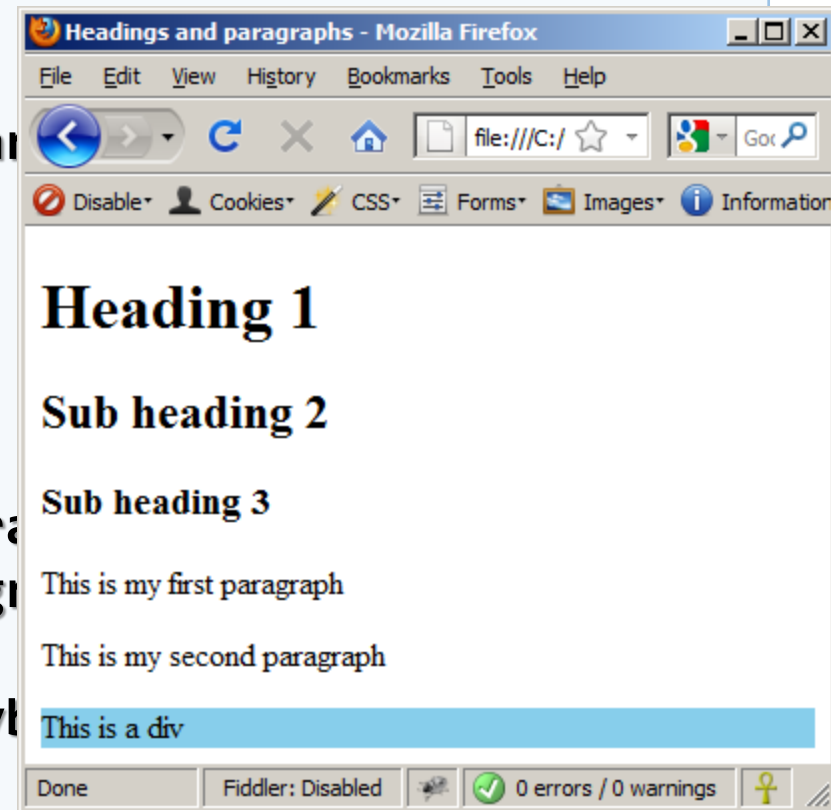 Headings and paragraphs - Mozilla Firefox
File Edit View History Bookmarks Tools Help
file:///C:/
Disable Cookies CSS Forms Images Information
Heading 1
Sub heading 2
Sub heading 3
This is my first paragraph
This is my second paragraph
This is a div
Done Fiddler: Disabled 0 errors / 0 warnings